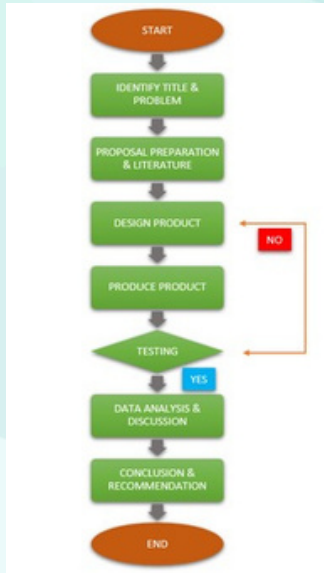 START
IDENTIFY TITLE &
PROBLEM
PROPOSAL PREPARATION
& LITERATURE
DESIGN PRODUCT
NO
PRODUCE PRODUCT
TESTING
YES
DATA ANALYSIS &
DISCUSSION
CONCLUSION &
RECOMMENDATION
END